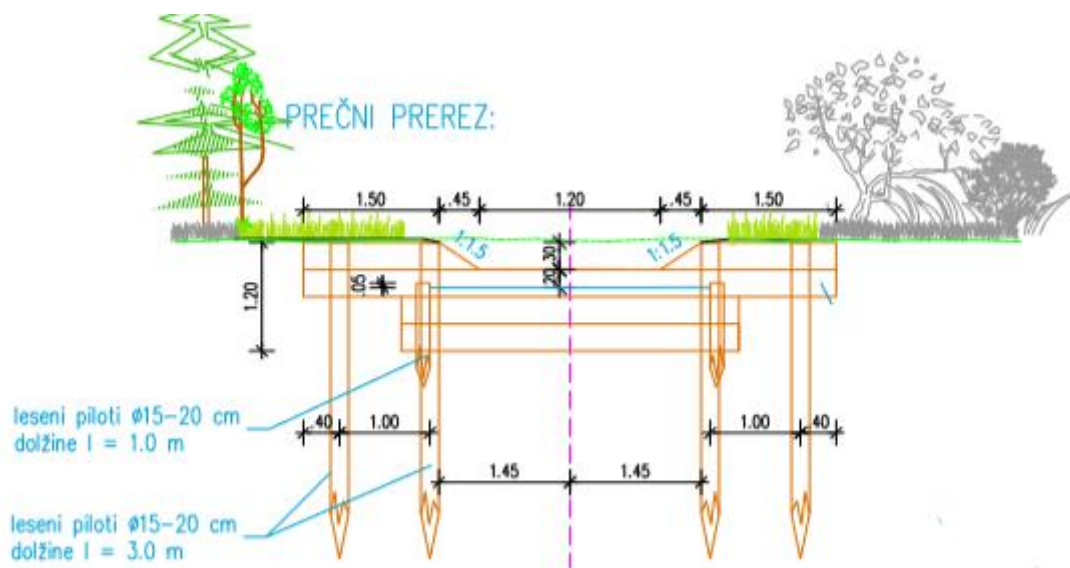 PREČNI PREREZ:
1.50 .45 1.20 .45 1.50
1:1.5 .30 1:1.5
.20
.05
1.20
leseni piloti ø15-20 cm
dolžine l = 1.0 m
.40 1.00 1.00 .40
1.45 1.45
leseni piloti ø15-20 cm
dolžine l = 3.0 m